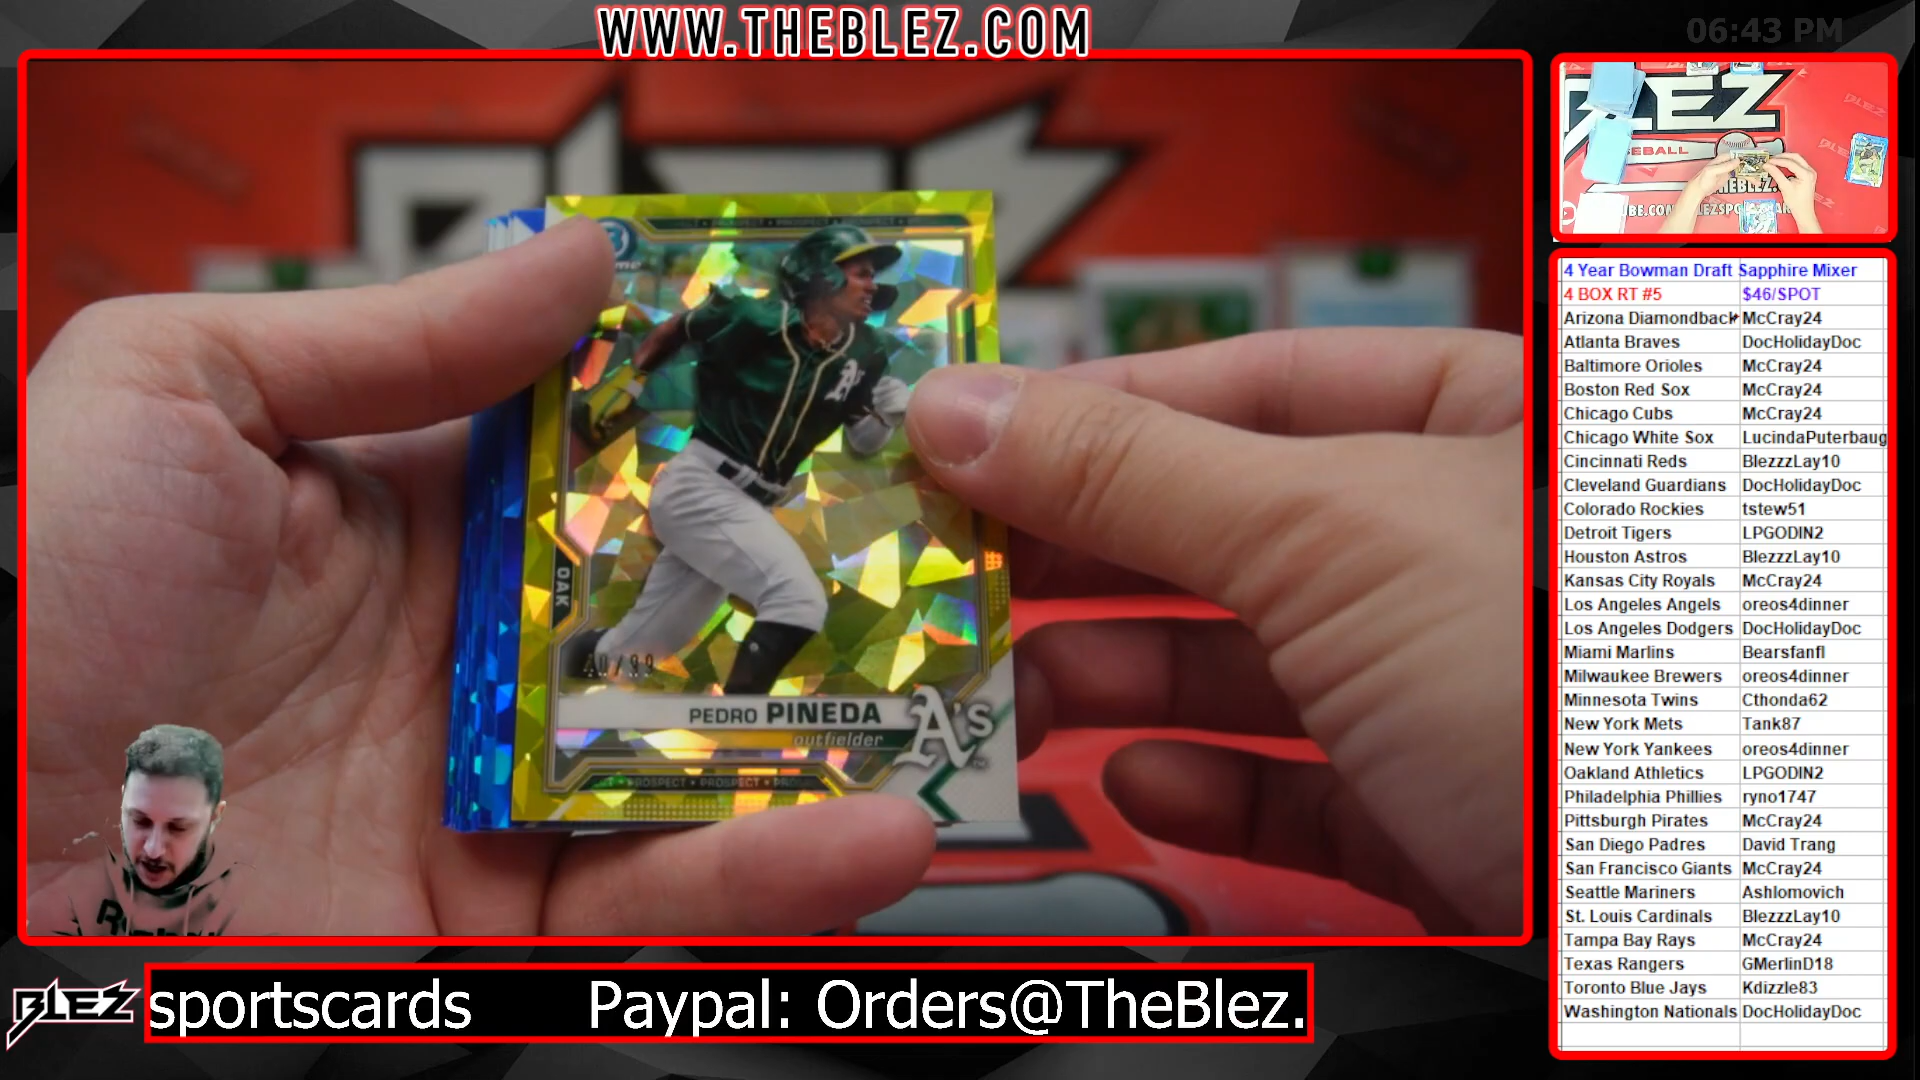 WWW.THEBLEZ.COM
06:43 PM
PROSPECT
OAK
40/99
PEDRO PINEDA
outfielder
A's
PROSPECT • PROSPECT
BLEZ
4 Year Bowman Draft Sapphire Mixer
4 BOX RT #5 $46/SPOT
Arizona Diamondback McCray24
Atlanta Braves DocHolidayDoc
Baltimore Orioles McCray24
Boston Red Sox McCray24
Chicago Cubs McCray24
Chicago White Sox LucindaPuterbaug
Cincinnati Reds BlezzzLay10
Cleveland Guardians DocHolidayDoc
Colorado Rockies tstew51
Detroit Tigers LPGODIN2
Houston Astros BlezzzLay10
Kansas City Royals McCray24
Los Angeles Angels oreos4dinner
Los Angeles Dodgers DocHolidayDoc
Miami Marlins Bearsfanfl
Milwaukee Brewers oreos4dinner
Minnesota Twins Cthonda62
New York Mets Tank87
New York Yankees oreos4dinner
Oakland Athletics LPGODIN2
Philadelphia Phillies ryno1747
Pittsburgh Pirates McCray24
San Diego Padres David Trang
San Francisco Giants McCray24
Seattle Mariners Ashlomovich
St. Louis Cardinals BlezzzLay10
Tampa Bay Rays McCray24
Texas Rangers GMerlinD18
Toronto Blue Jays Kdizzle83
Washington Nationals DocHolidayDoc
BLEZ sportscards Paypal: Orders@TheBlez.